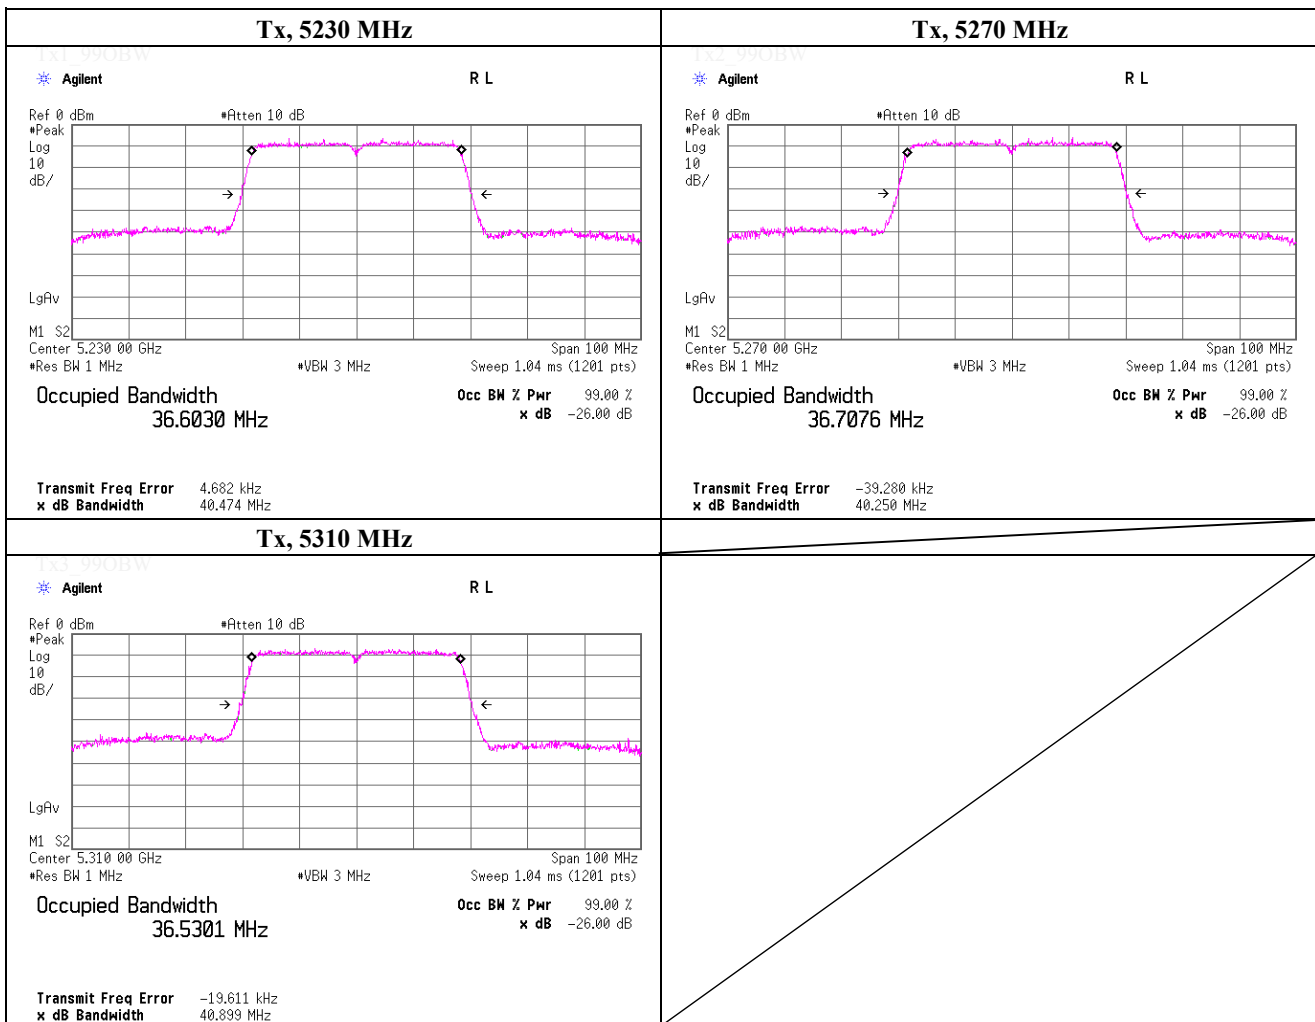 Tx, 5230 MHz
Tx1_99OBW
Agilent R L
Ref 0 dBm #Atten 10 dB
#Peak
Log
10
dB/
LgAv
M1 S2
Center 5.230 00 GHz Span 100 MHz
#Res BW 1 MHz #VBW 3 MHz Sweep 1.04 ms (1201 pts)
Occupied Bandwidth Occ BW % Pwr 99.00 %
36.6030 MHz x dB -26.00 dB
Transmit Freq Error 4.682 kHz
x dB Bandwidth 40.474 MHz
Tx, 5270 MHz
Tx2_99OBW
Agilent R L
Ref 0 dBm #Atten 10 dB
#Peak
Log
10
dB/
LgAv
M1 S2
Center 5.270 00 GHz Span 100 MHz
#Res BW 1 MHz #VBW 3 MHz Sweep 1.04 ms (1201 pts)
Occupied Bandwidth Occ BW % Pwr 99.00 %
36.7076 MHz x dB -26.00 dB
Transmit Freq Error -39.280 kHz
x dB Bandwidth 40.250 MHz
Tx, 5310 MHz
Tx3_99OBW
Agilent R L
Ref 0 dBm #Atten 10 dB
#Peak
Log
10
dB/
LgAv
M1 S2
Center 5.310 00 GHz Span 100 MHz
#Res BW 1 MHz #VBW 3 MHz Sweep 1.04 ms (1201 pts)
Occupied Bandwidth Occ BW % Pwr 99.00 %
36.5301 MHz x dB -26.00 dB
Transmit Freq Error -19.611 kHz
x dB Bandwidth 40.899 MHz